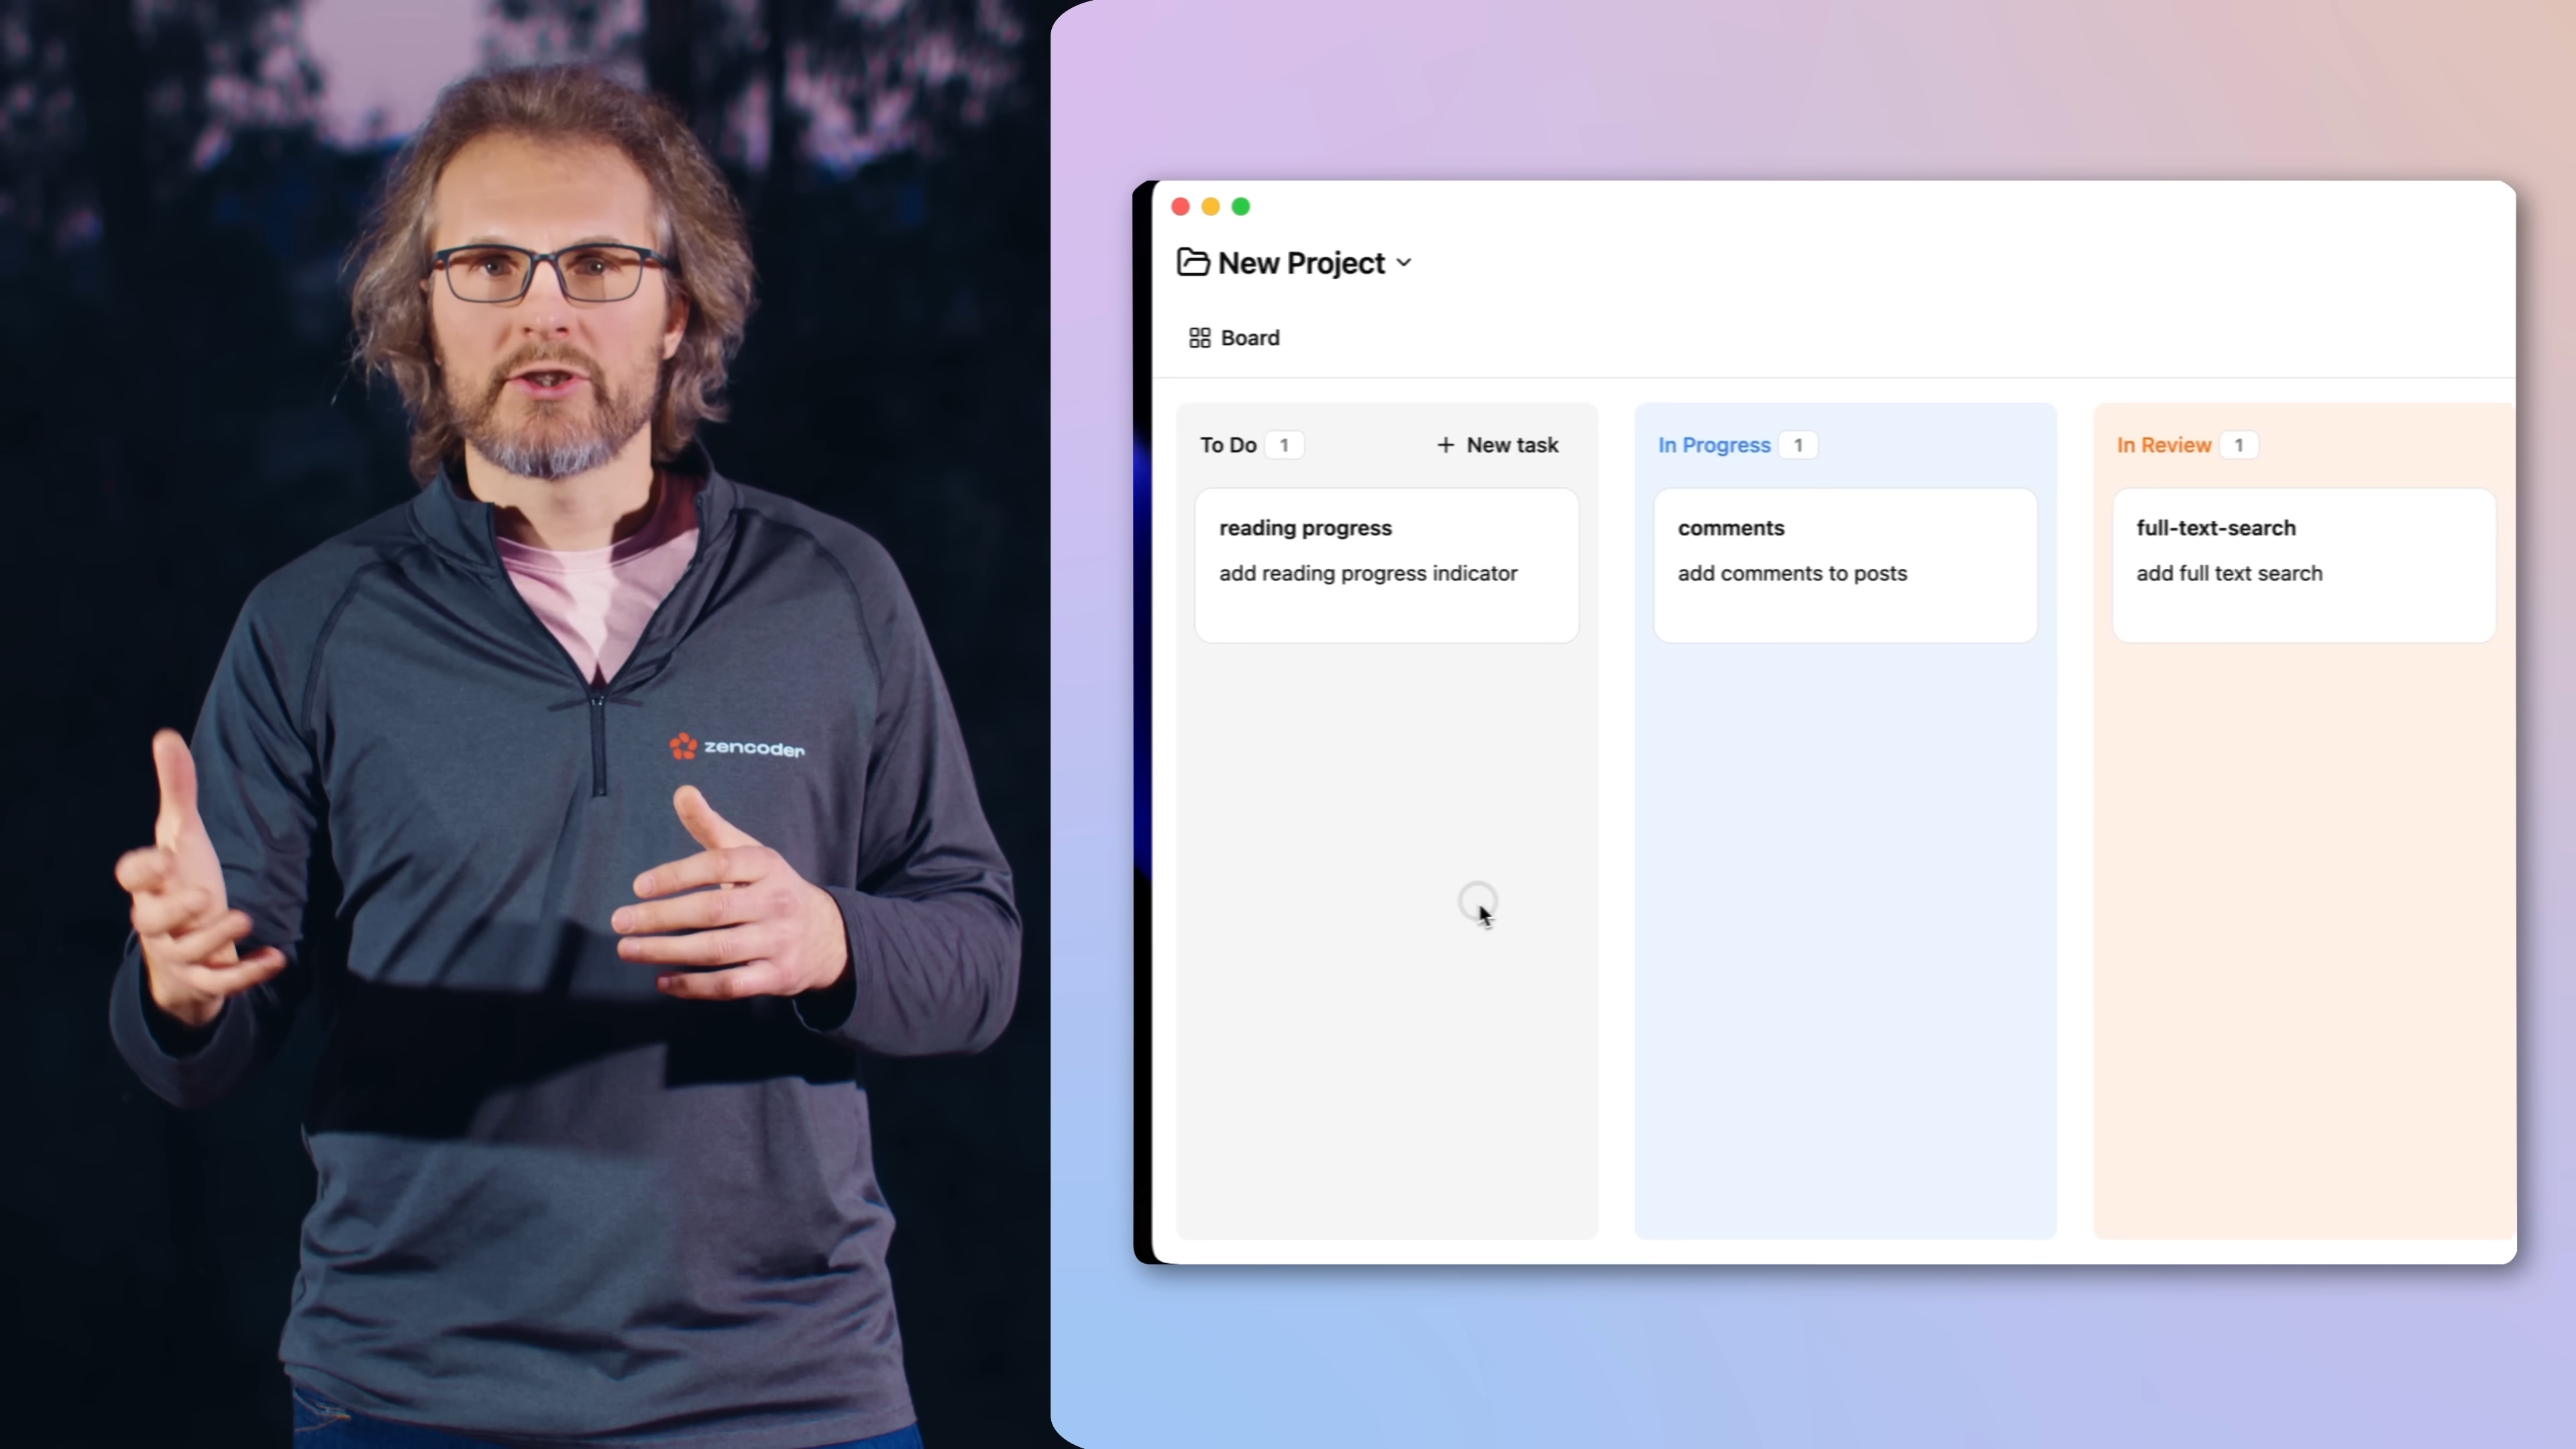 zencoder
New Project
Board
To Do 1 + New task
reading progress
add reading progress indicator
In Progress 1
comments
add comments to posts
In Review 1
full-text-search
add full text search